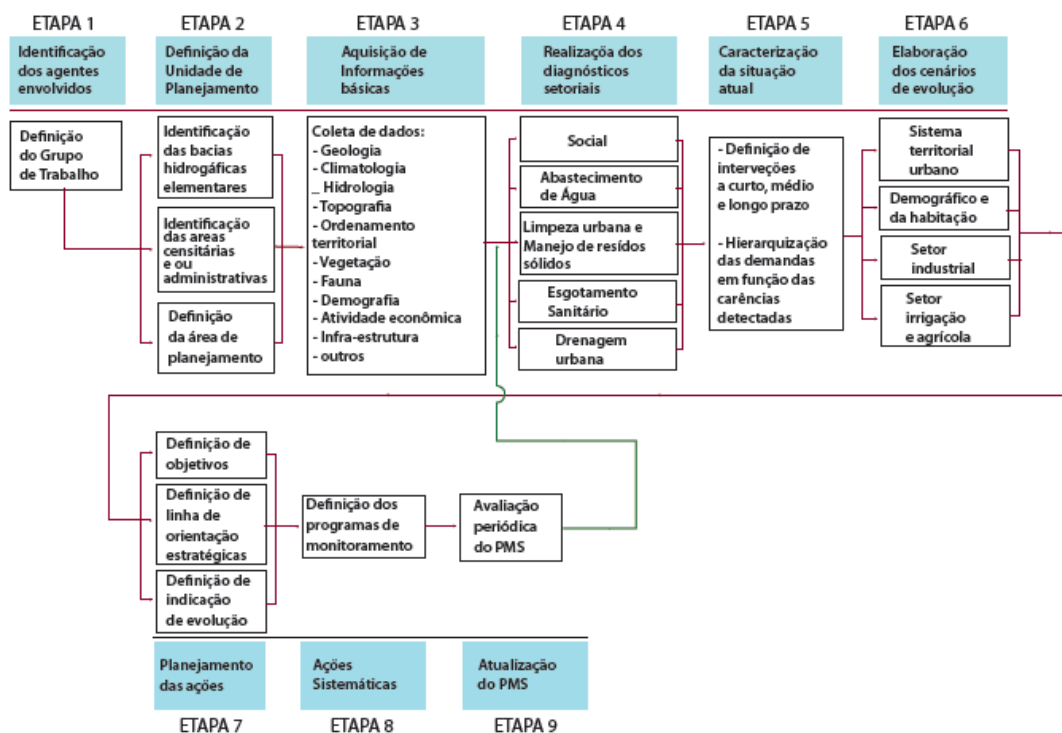 ETAPA 1
Identificação
dos agentes
envolvidos
ETAPA 2
Definição da
Unidade de
Planejamento
ETAPA 3
Aquisição de
Informações
básicas
ETAPA 4
Realizaçõa dos
diagnósticos
setoriais
ETAPA 5
Caracterização
da situação
atual
ETAPA 6
Elaboração
dos cenários
de evolução
Definição
do Grupo
de Trabalho
Identificação
das bacias
hidrogáficas
elementares
Identificação
das areas
censitárias
e ou
administrativas
Definição
da área de
planejamento
Coleta de dados:
- Geologia
- Climatologia
_ Hidrologia
- Topografia
- Ordenamento
territorial
- Vegetação
- Fauna
- Demografia
- Atividade econômica
- Infra-estrutura
- outros
Social
Abastecimento
de Água
Limpeza urbana e
Manejo de resídos
sólidos
Esgotamento
Sanitário
Drenagem
urbana
- Definição de
interveções
a curto, médio
e longo prazo
- Hierarquização
das demandas
em função das
carências
detectadas
Sistema
territorial
urbano
Demográfico e
da habitação
Setor
industrial
Setor
irrigação
e agrícola
Definição de
objetivos
Definição de
linha de
orientação
estratégicas
Definição de
indicação
de evolução
Definição dos
programas de
monitoramento
Avaliação
periódica
do PMS
Planejamento
das ações
ETAPA 7
Ações
Sistemáticas
ETAPA 8
Atualização
do PMS
ETAPA 9